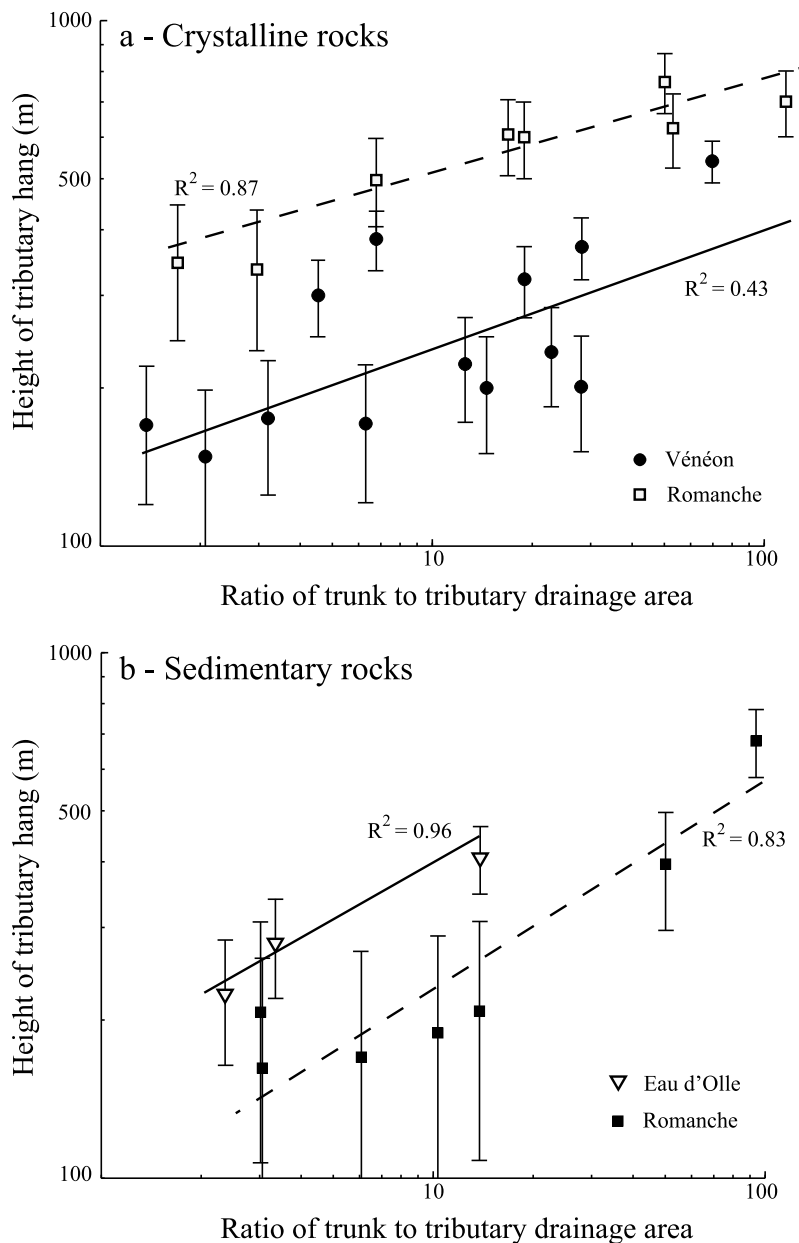 1000
a - Crystalline rocks
500
R² = 0.87
R² = 0.43
Height of tributary hang (m)
Vénéon
Romanche
100
10
100
Ratio of trunk to tributary drainage area
1000
b - Sedimentary rocks
500
R² = 0.96
R² = 0.83
Height of tributary hang (m)
Eau d’Olle
Romanche
100
10
100
Ratio of trunk to tributary drainage area